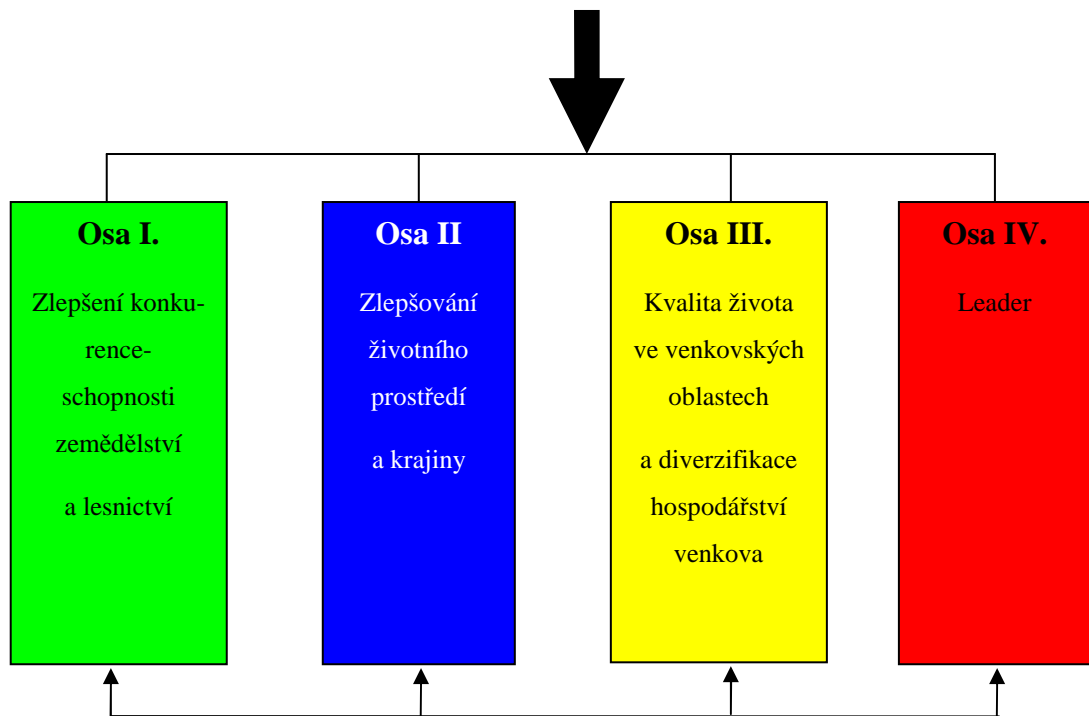 Osa I.
Zlepšení konku-
rence-
schopnosti
zemědělství
a lesnictví
Osa II
Zlepšování
životního
prostředí
a krajiny
Osa III.
Kvalita života
ve venkovských
oblastech
a diverzifikace
hospodářství
venkova
Osa IV.
Leader